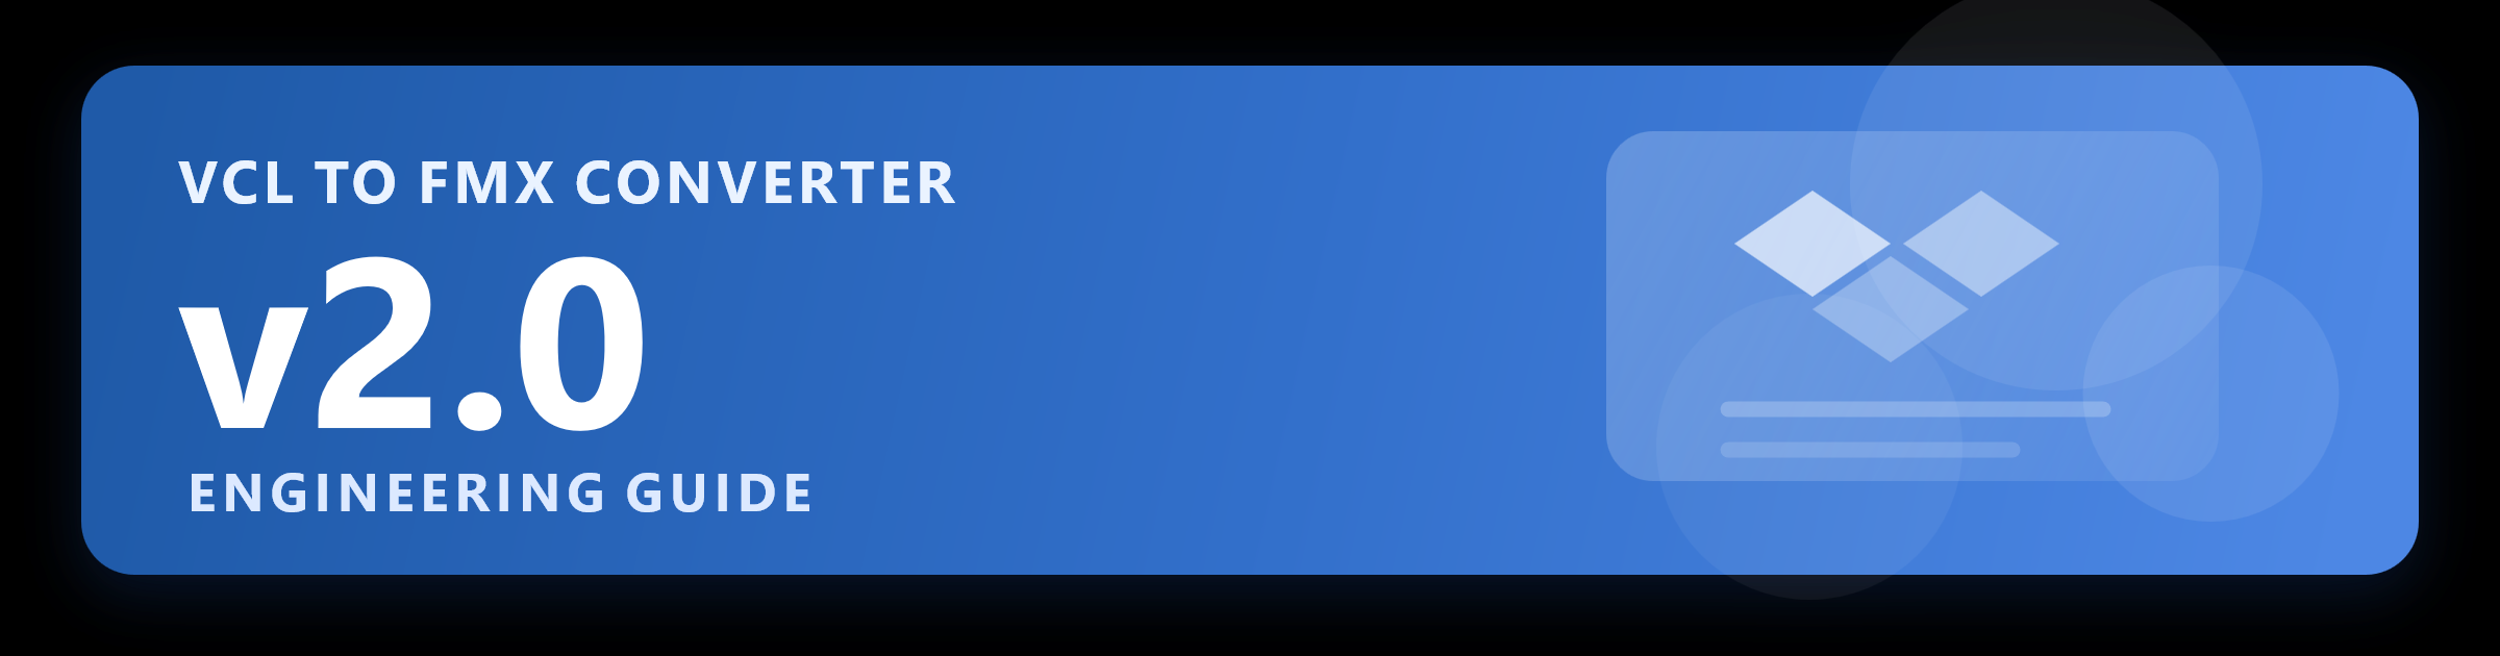 VCL TO FMX CONVERTER
v2.0
ENGINEERING GUIDE